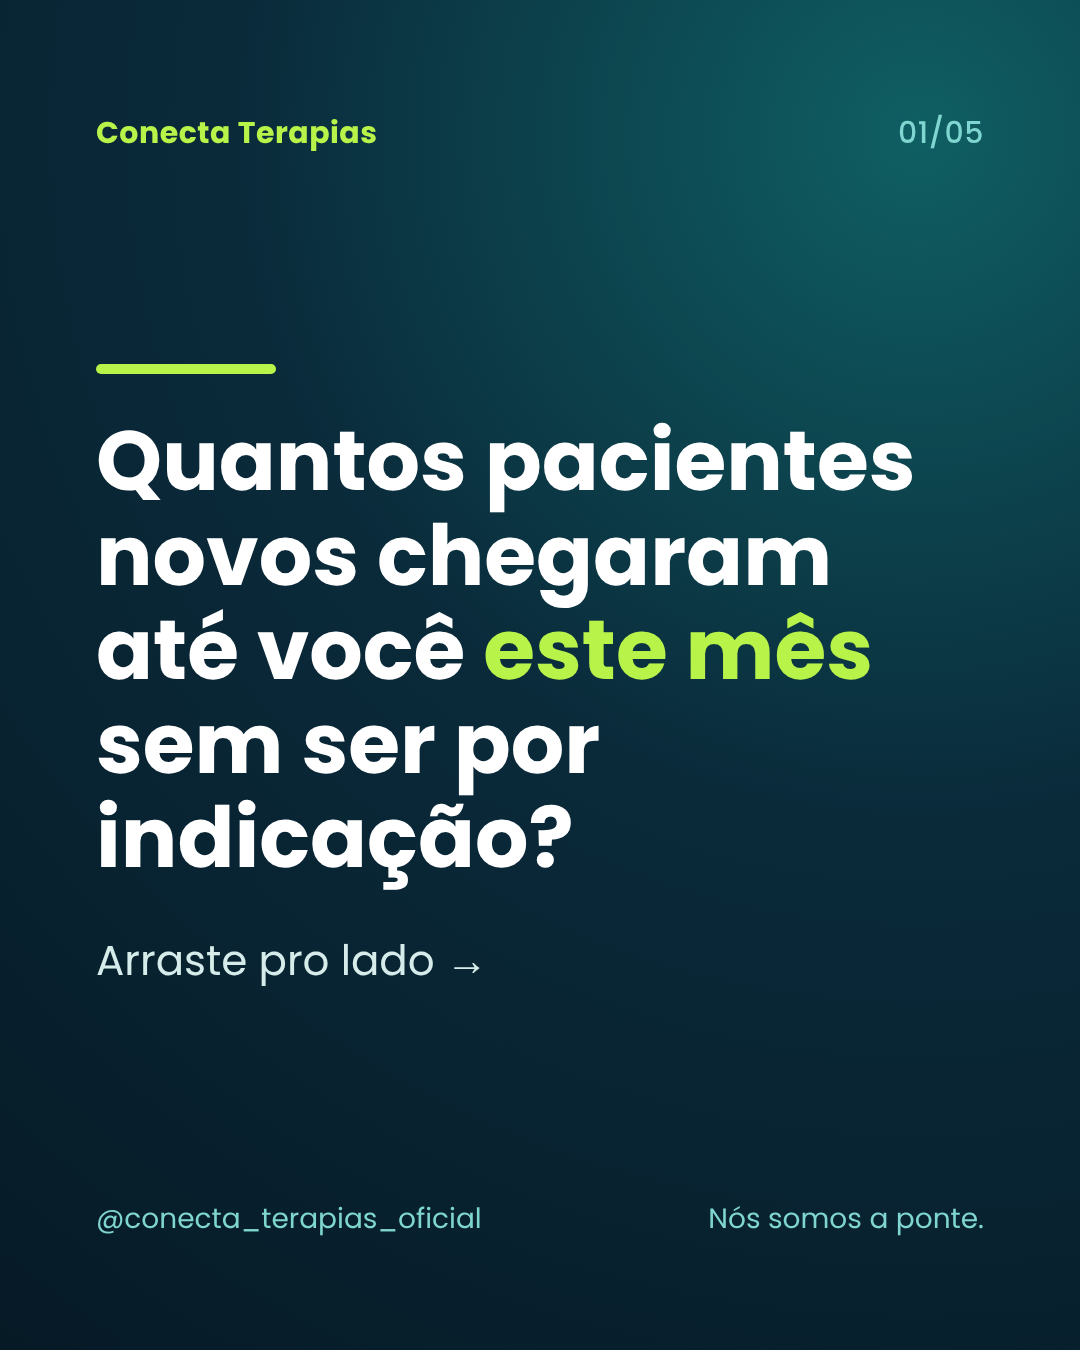 Conecta Terapias
01/05
Quantos pacientes
novos chegaram
até você este mês
sem ser por
indicação?
Arraste pro lado →
@conecta_terapias_oficial
Nós somos a ponte.